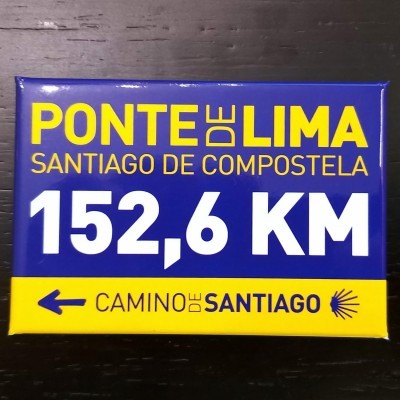 PONTE DE LIMA
SANTIAGO DE COMPOSTELA
152,6 KM
CAMINO DE SANTIAGO